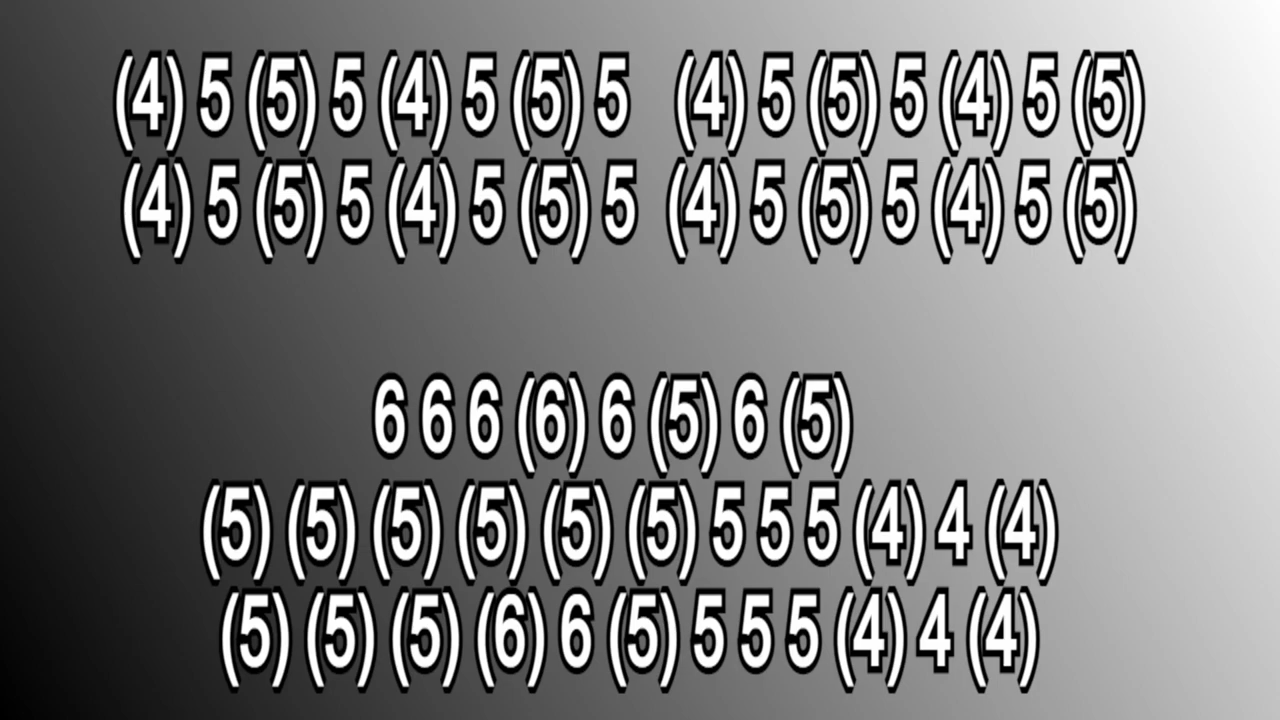 (4) 5 (5) 5 (4) 5 (5) 5 (4) 5 (5) 5 (4) 5 (5)
(4) 5 (5) 5 (4) 5 (5) 5 (4) 5 (5) 5 (4) 5 (5)
6 6 6 (6) 6 (5) 6 (5)
(5) (5) (5) (5) (5) (5) 5 5 5 (4) 4 (4)
(5) (5) (5) (6) 6 (5) 5 5 5 (4) 4 (4)